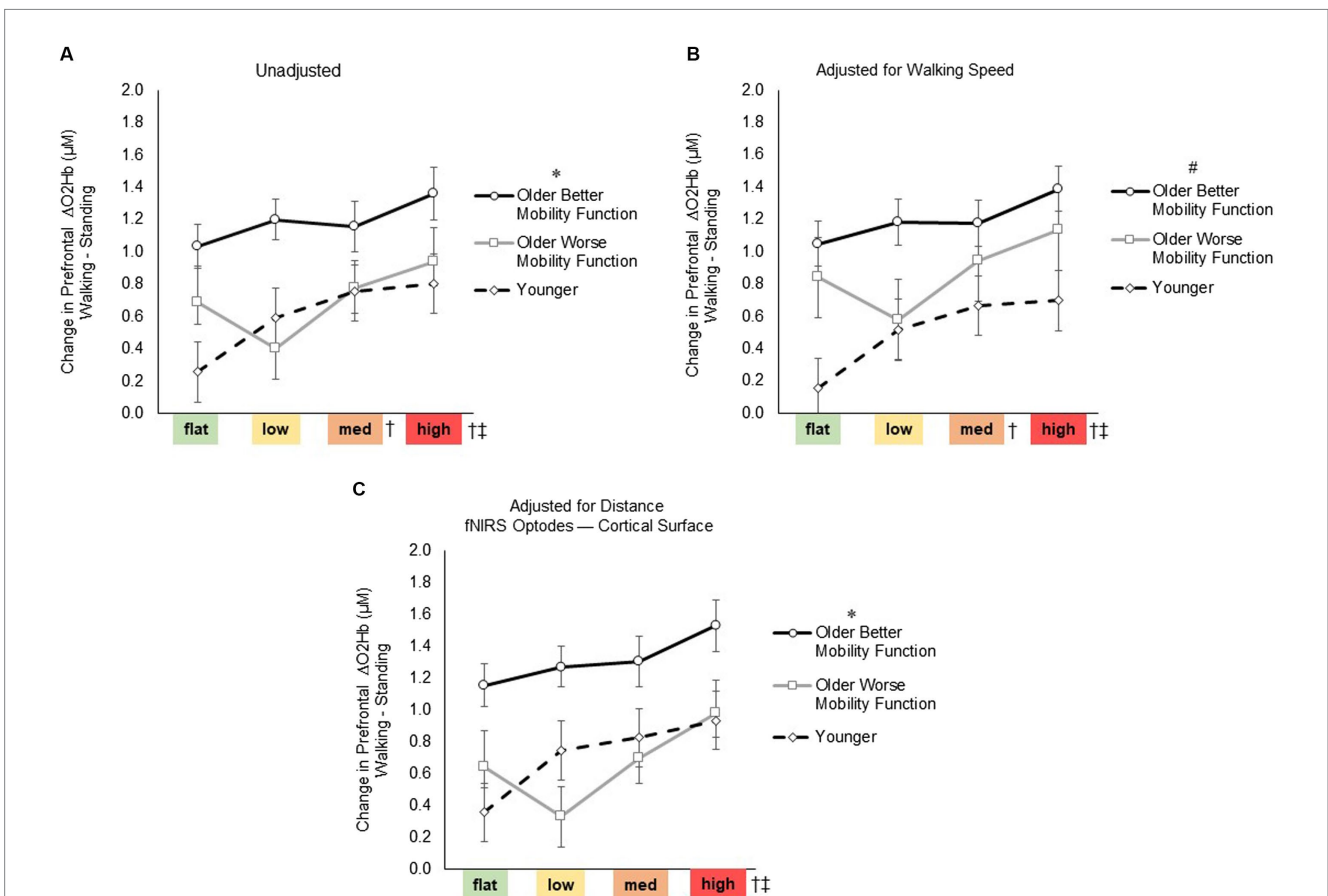 A
Unadjusted
Change in Prefrontal ΔO2Hb (µM)
Walking - Standing
2.0
1.8
1.6
1.4
1.2
1.0
0.8
0.6
0.4
0.2
0.0
flat
low
med †
high †‡
*
Older Better
Mobility Function
Older Worse
Mobility Function
Younger
B
Adjusted for Walking Speed
Change in Prefrontal ΔO2Hb (µM)
Walking - Standing
2.0
1.8
1.6
1.4
1.2
1.0
0.8
0.6
0.4
0.2
0.0
flat
low
med †
high †‡
#
Older Better
Mobility Function
Older Worse
Mobility Function
Younger
C
Adjusted for Distance
fNIRS Optodes — Cortical Surface
Change in Prefrontal ΔO2Hb (µM)
Walking - Standing
2.0
1.8
1.6
1.4
1.2
1.0
0.8
0.6
0.4
0.2
0.0
flat
low
med
high †‡
*
Older Better
Mobility Function
Older Worse
Mobility Function
Younger